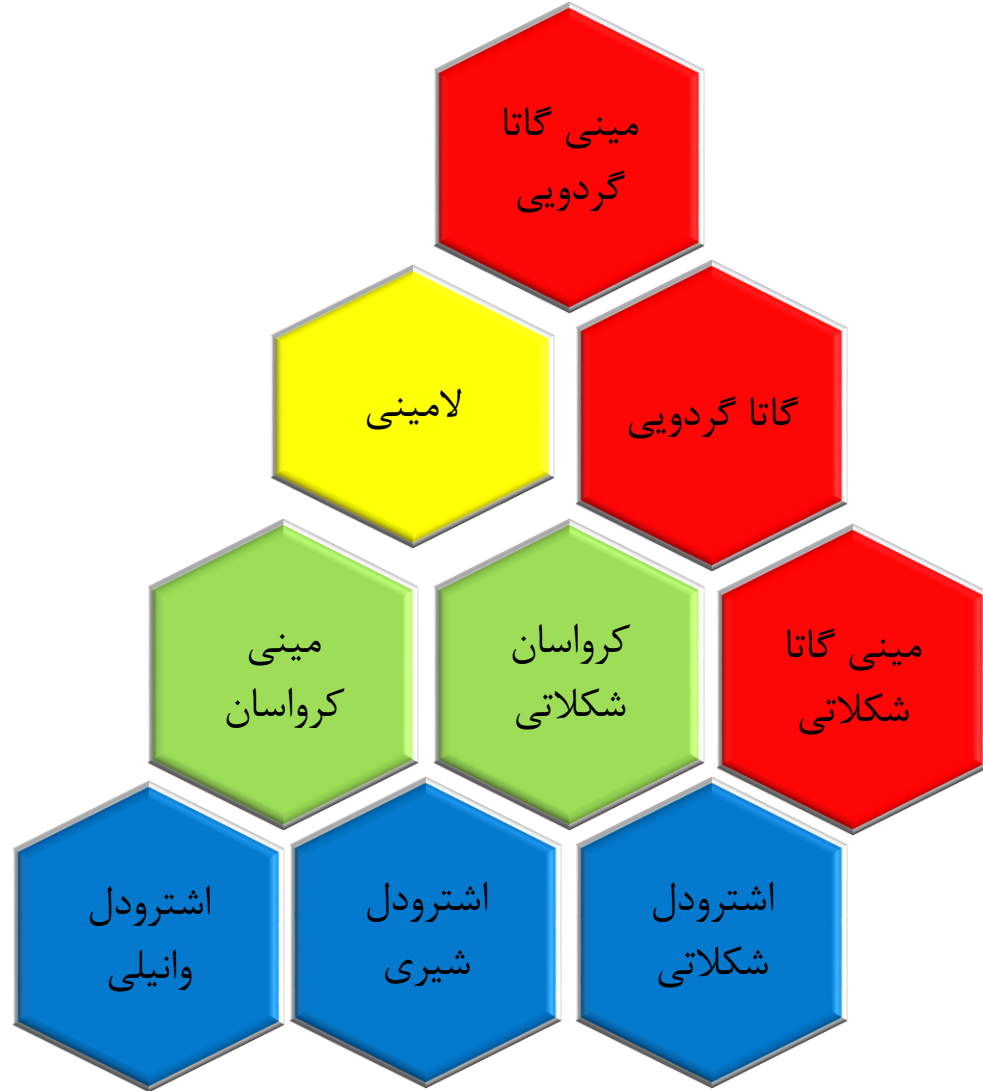 مینی گاتا
گردویی
گاتا گردویی
لامینی
مینی گاتا
شکلاتی
کرواسان
شکلاتی
مینی
کرواسان
اشترودل
شکلاتی
اشترودل
شیری
اشترودل
وانیلی